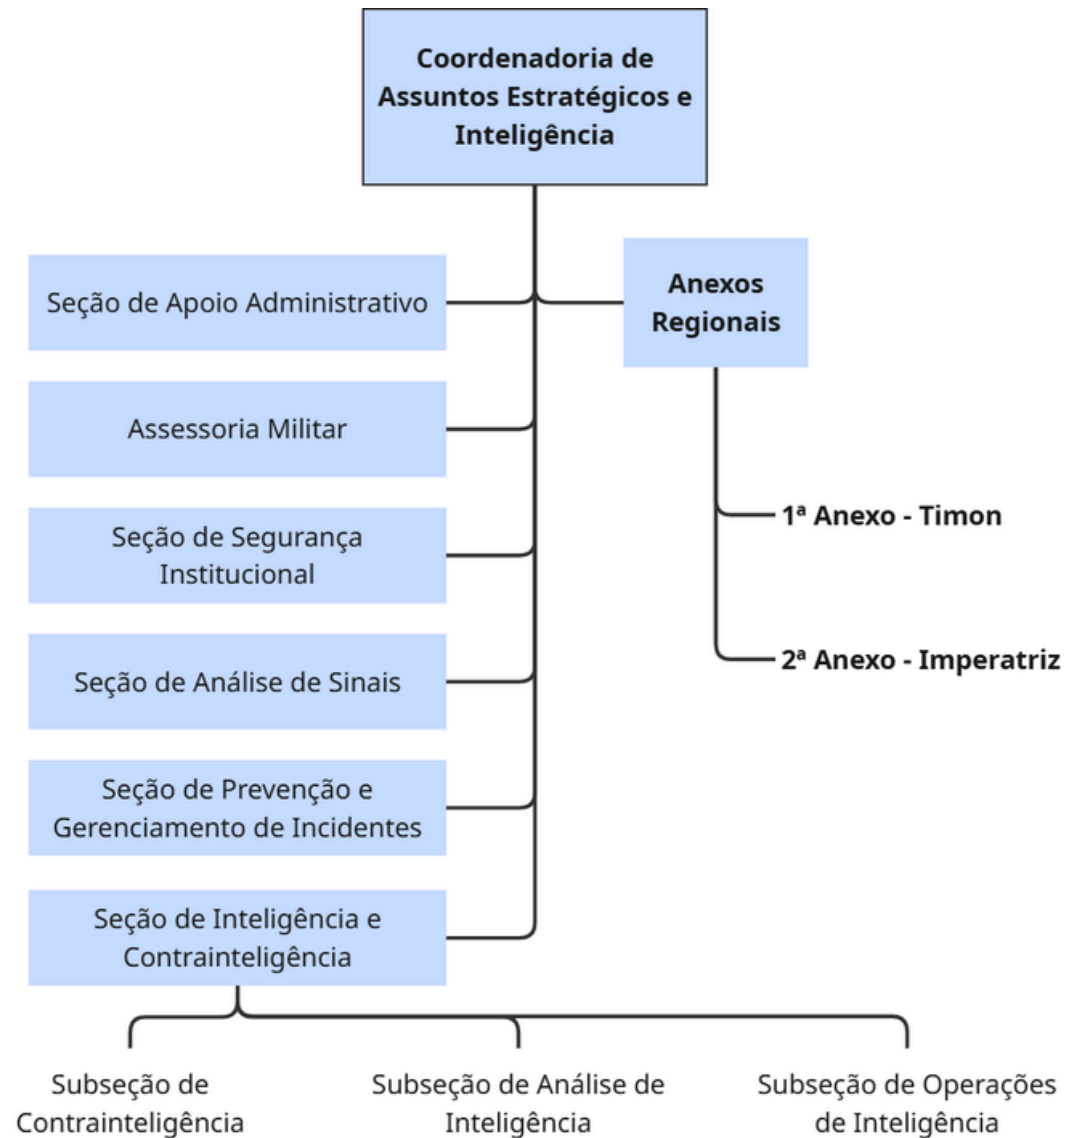 Coordenadoria de
Assuntos Estratégicos e
Inteligência
Seção de Apoio Administrativo
Anexos
Regionais
Assessoria Militar
Seção de Segurança
Institucional
1ª Anexo - Timon
Seção de Análise de Sinais
2ª Anexo - Imperatriz
Seção de Prevenção e
Gerenciamento de Incidentes
Seção de Inteligência e
Contrainteligência
Subseção de
Contrainteligência
Subseção de Análise de
Inteligência
Subseção de Operações
de Inteligência